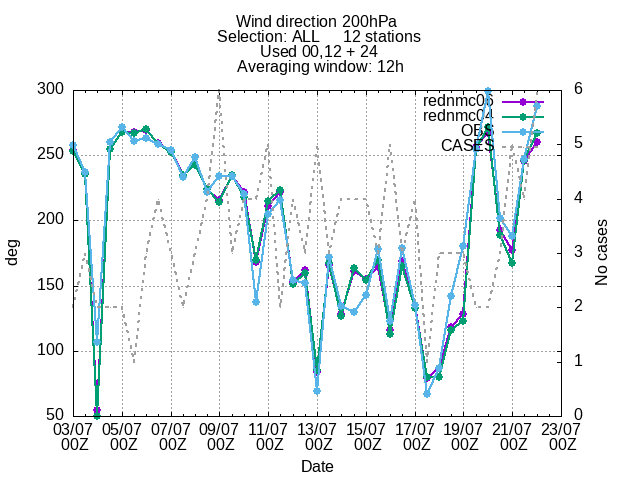 Wind direction 200hPa
Selection: ALL 12 stations
Used 00,12 + 24
Averaging window: 12h
300
250
200
150
100
50
deg
6
5
4
3
2
1
0
No cases
rednmc06
rednmc04
OBS
CASES
03/07 05/07 07/07 09/07 11/07 13/07 15/07 17/07 19/07 21/07 23/07
00Z 00Z 00Z 00Z 00Z 00Z 00Z 00Z 00Z 00Z 00Z
Date